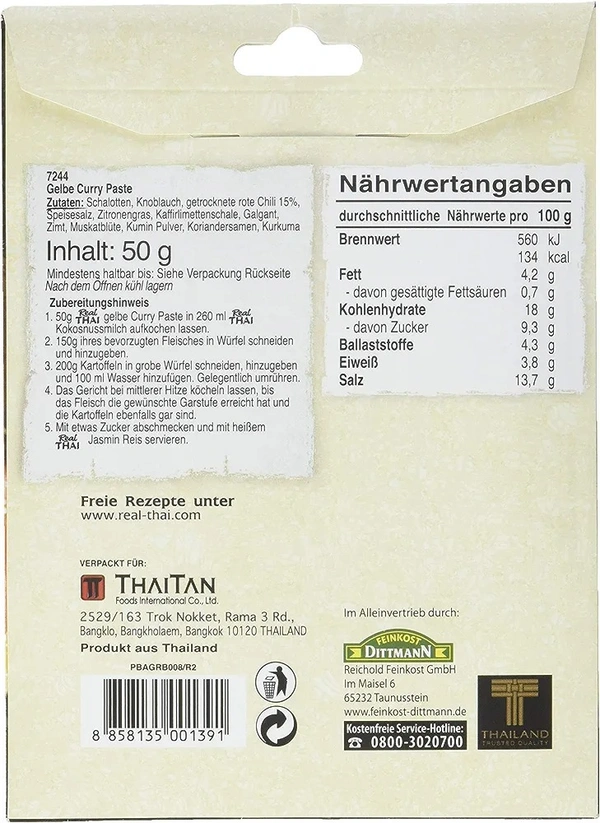 7244
Gelbe Curry Paste
Zutaten: Schalotten, Knoblauch, getrocknete rote Chili 15%,
Speisesalz, Zitronengras, Kaffirlimettenschale, Galgant,
Zimt, Muskatblüte, Kumin Pulver, Koriandersamen, Kurkuma
Inhalt: 50 g
Mindestens haltbar bis: Siehe Verpackung Rückseite
Nach dem Öffnen kühl lagern
Zubereitungshinweis
1. 50g Real THAI gelbe Curry Paste in 260 ml Real THAI
Kokosnussmilch aufkochen lassen.
2. 150g ihres bevorzugten Fleisches in Würfel schneiden
und hinzugeben.
3. 200g Kartoffeln in grobe Würfel schneiden, hinzugeben
und 100 ml Wasser hinzufügen. Gelegentlich umrühren.
4. Das Gericht bei mittlerer Hitze köcheln lassen, bis
das Fleisch die gewünschte Garstufe erreicht hat und
die Kartoffeln ebenfalls gar sind.
5. Mit etwas Zucker abschmecken und mit heißem
Real THAI Jasmin Reis servieren.
Nährwertangaben
durchschnittliche Nährwerte pro 100 g
Brennwert 560 kJ
134 kcal
Fett 4,2 g
- davon gesättigte Fettsäuren 0,7 g
Kohlenhydrate 18 g
- davon Zucker 9,3 g
Ballaststoffe 4,3 g
Eiweiß 3,8 g
Salz 13,7 g
Freie Rezepte unter
www.real-thai.com
VERPACKT FÜR:
THAITAN
Foods International Co., Ltd.
2529/163 Trok Nokket, Rama 3 Rd.,
Bangklo, Bangkholaem, Bangkok 10120 THAILAND
Produkt aus Thailand
PBAGRB008/R2
8 858135 001391
Im Alleinvertrieb durch:
FEINKOST
DITTMANN
Reichold Feinkost GmbH
Im Maisel 6
65232 Taunusstein
www.feinkost-dittmann.de
Kostenfreie Service-Hotline:
0800-3020700
THAILAND
TRUSTED QUALITY